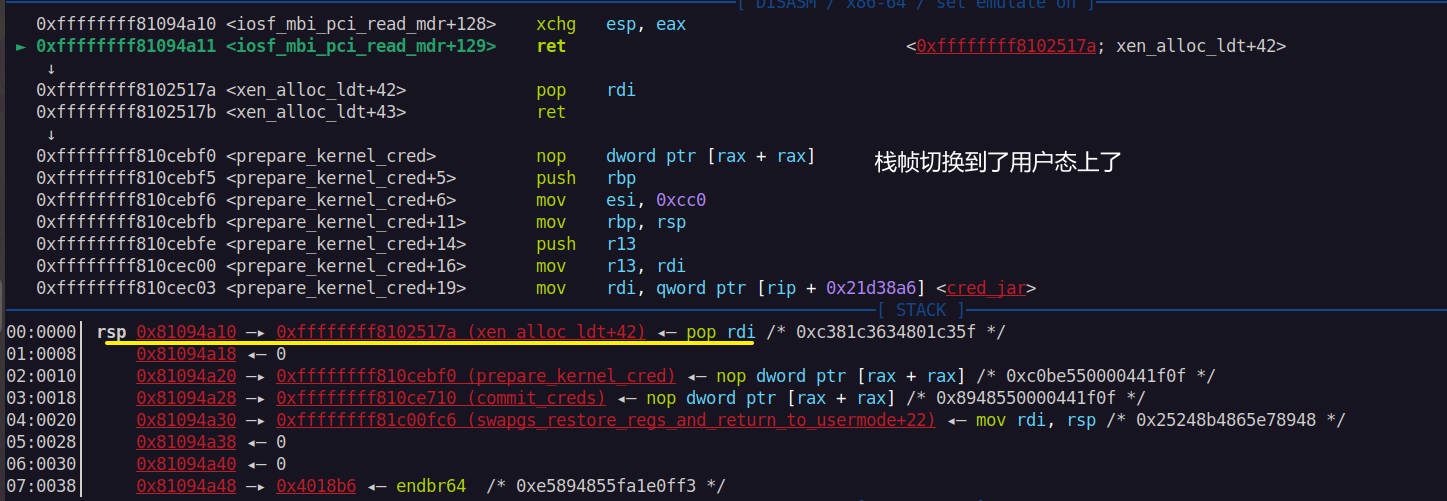 [ DISASM / x86-64 / set emulate on ]
0xffffffff81094a10 <iosf_mbi_pci_read_mdr+128> xchg esp, eax
► 0xffffffff81094a11 <iosf_mbi_pci_read_mdr+129> ret <0xffffffff8102517a; xen_alloc_ldt+42>
↓
0xffffffff8102517a <xen_alloc_ldt+42> pop rdi
0xffffffff8102517b <xen_alloc_ldt+43> ret
↓
0xffffffff810cebf0 <prepare_kernel_cred> nop dword ptr [rax + rax]
栈帧切换到了用户态上了
0xffffffff810cebf5 <prepare_kernel_cred+5> push rbp
0xffffffff810cebf6 <prepare_kernel_cred+6> mov esi, 0xcc0
0xffffffff810cebfb <prepare_kernel_cred+11> mov rbp, rsp
0xffffffff810cebfe <prepare_kernel_cred+14> push r13
0xffffffff810cec00 <prepare_kernel_cred+16> mov r13, rdi
0xffffffff810cec03 <prepare_kernel_cred+19> mov rdi, qword ptr [rip + 0x21d38a6] <cred_jar>
[ STACK ]
00:0000│ rsp 0x81094a10 —▸ 0xffffffff8102517a (xen_alloc_ldt+42) ◂— pop rdi /* 0xc381c3634801c35f */
01:0008│ 0x81094a18 ◂— 0
02:0010│ 0x81094a20 —▸ 0xffffffff810cebf0 (prepare_kernel_cred) ◂— nop dword ptr [rax + rax] /* 0xc0be550000441f0f */
03:0018│ 0x81094a28 —▸ 0xffffffff810ce710 (commit_creds) ◂— nop dword ptr [rax + rax] /* 0x8948550000441f0f */
04:0020│ 0x81094a30 —▸ 0xffffffff81c00fc6 (swapgs_restore_regs_and_return_to_usermode+22) ◂— mov rdi, rsp /* 0x25248b4865e78948 */
05:0028│ 0x81094a38 ◂— 0
06:0030│ 0x81094a40 ◂— 0
07:0038│ 0x81094a48 —▸ 0x4018b6 ◂— endbr64 /* 0xe5894855fa1e0ff3 */